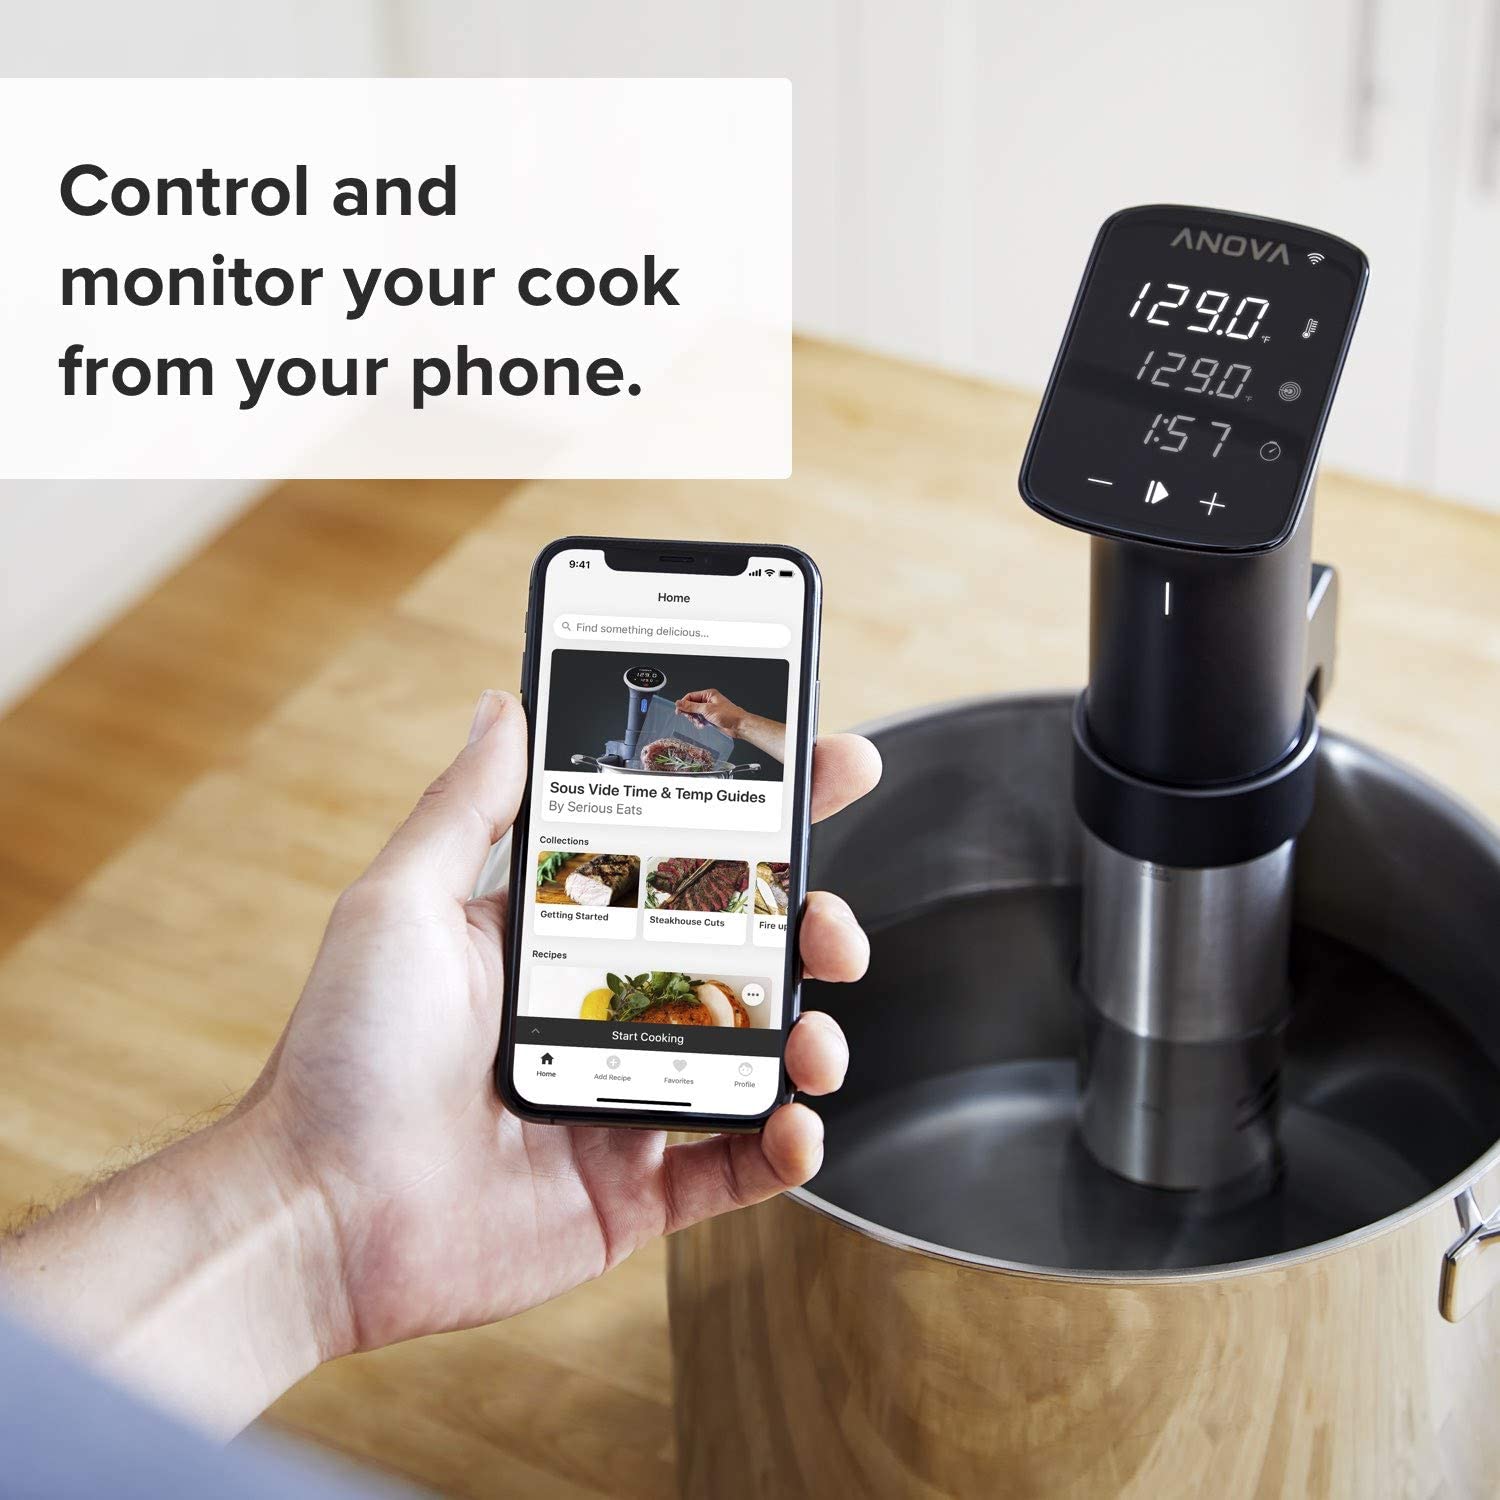 Control and
monitor your cook
from your phone.
ANOVA
129.0 °F
129.0 °F
1:57
9:41
Home
Find something delicious...
129.0
Sous Vide Time & Temp Guides
By Serious Eats
Collections
Getting Started
Steakhouse Cuts
Fire up
Recipes
Start Cooking
Home
Add Recipe
Favorites
Profile